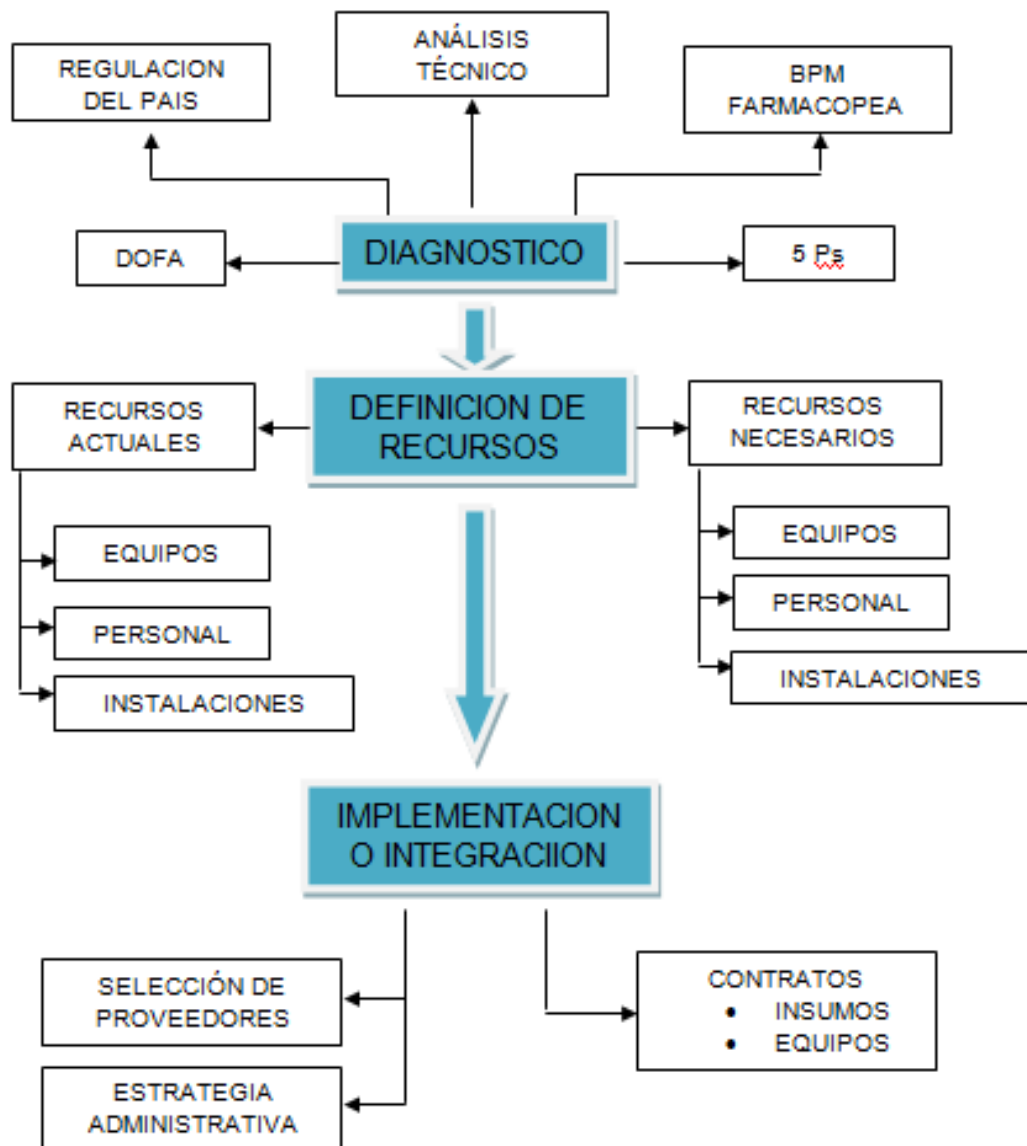 ANÁLISIS
TÉCNICO
REGULACION
DEL PAIS
BPM
FARMACOPEA
DOFA
DIAGNOSTICO
5 Ps
RECURSOS
ACTUALES
DEFINICION DE
RECURSOS
RECURSOS
NECESARIOS
EQUIPOS
PERSONAL
INSTALACIONES
EQUIPOS
PERSONAL
INSTALACIONES
IMPLEMENTACION
O INTEGRACIION
SELECCIÓN DE
PROVEEDORES
ESTRATEGIA
ADMINISTRATIVA
CONTRATOS
• INSUMOS
• EQUIPOS